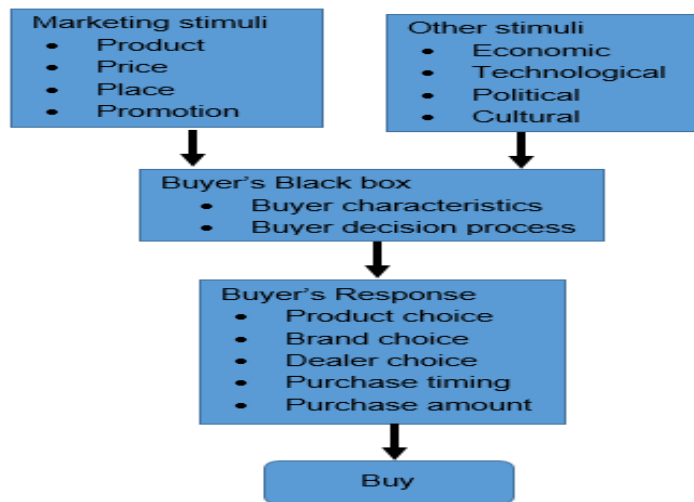 Marketing stimuli
• Product
• Price
• Place
• Promotion
Other stimuli
• Economic
• Technological
• Political
• Cultural
Buyer's Black box
• Buyer characteristics
• Buyer decision process
Buyer's Response
• Product choice
• Brand choice
• Dealer choice
• Purchase timing
• Purchase amount
Buy